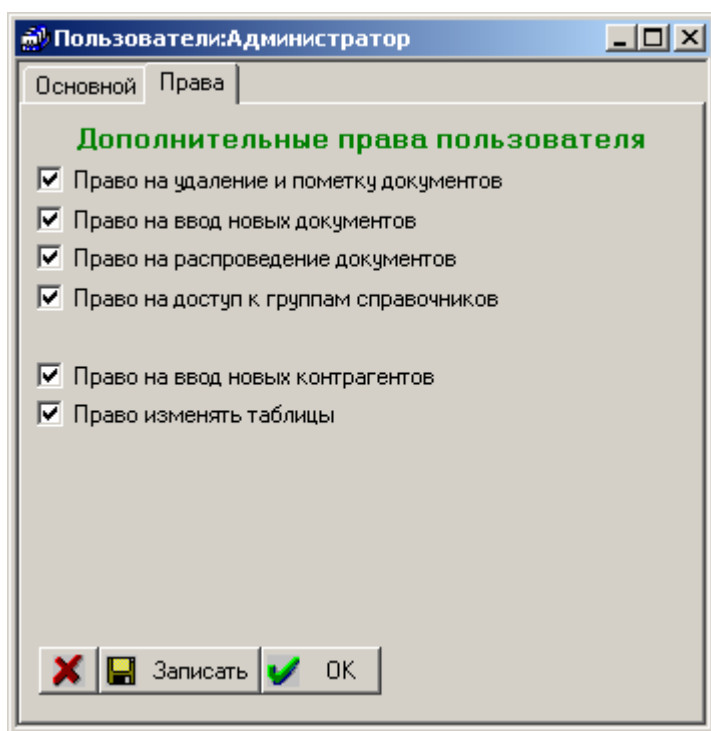 Пользователи:Администратор
Основной Права
Дополнительные права пользователя
Право на удаление и пометку документов
Право на ввод новых документов
Право на распроведение документов
Право на доступ к группам справочников
Право на ввод новых контрагентов
Право изменять таблицы
Записать OK